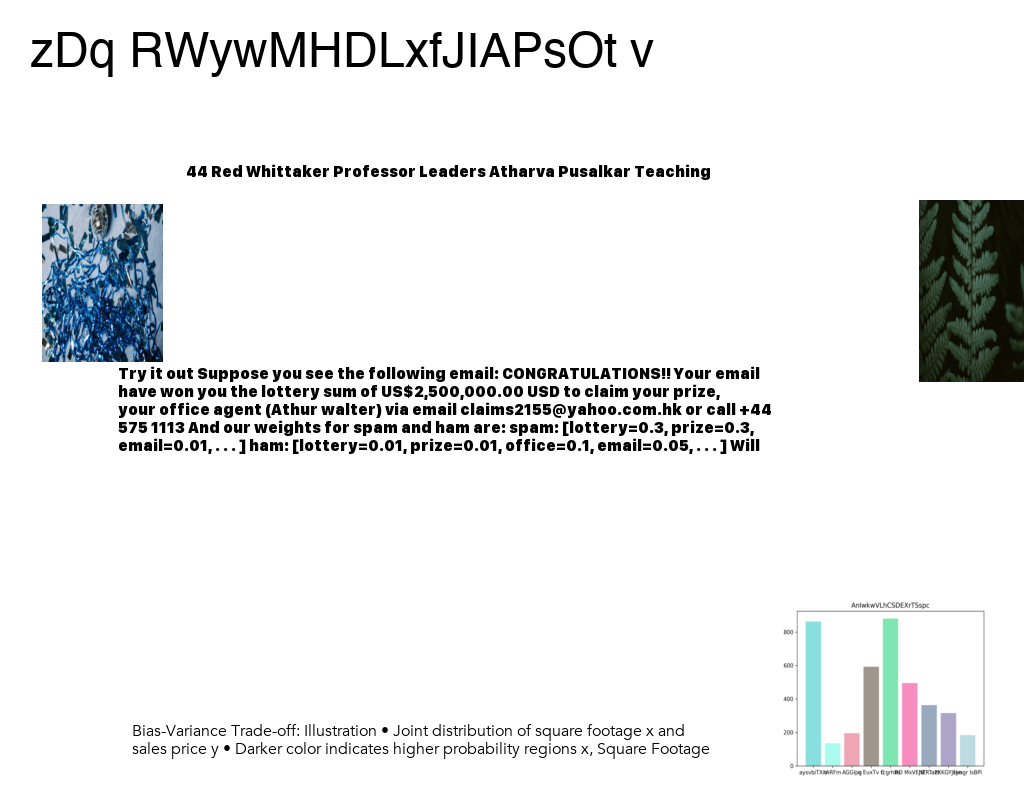 zDq RWywMHDLxfJIAPsOt v
44 Red Whittaker Professor Leaders Atharva Pusalkar Teaching
Try it out Suppose you see the following email: CONGRATULATIONS!! Your email
have won you the lottery sum of US$2,500,000.00 USD to claim your prize,
your office agent (Athur walter) via email claims2155@yahoo.com.hk or call +44
575 1113 And our weights for spam and ham are: spam: [lottery=0.3, prize=0.3,
email=0.01, . . . ] ham: [lottery=0.01, prize=0.01, office=0.1, email=0.05, . . . ] Will
AnlwkwVLhCSDEXrTSspc
800
600
400
200
0
AGGlpg
EuxTv
Bias-Variance Trade-off: Illustration • Joint distribution of square footage x and
sales price y • Darker color indicates higher probability regions x, Square Footage